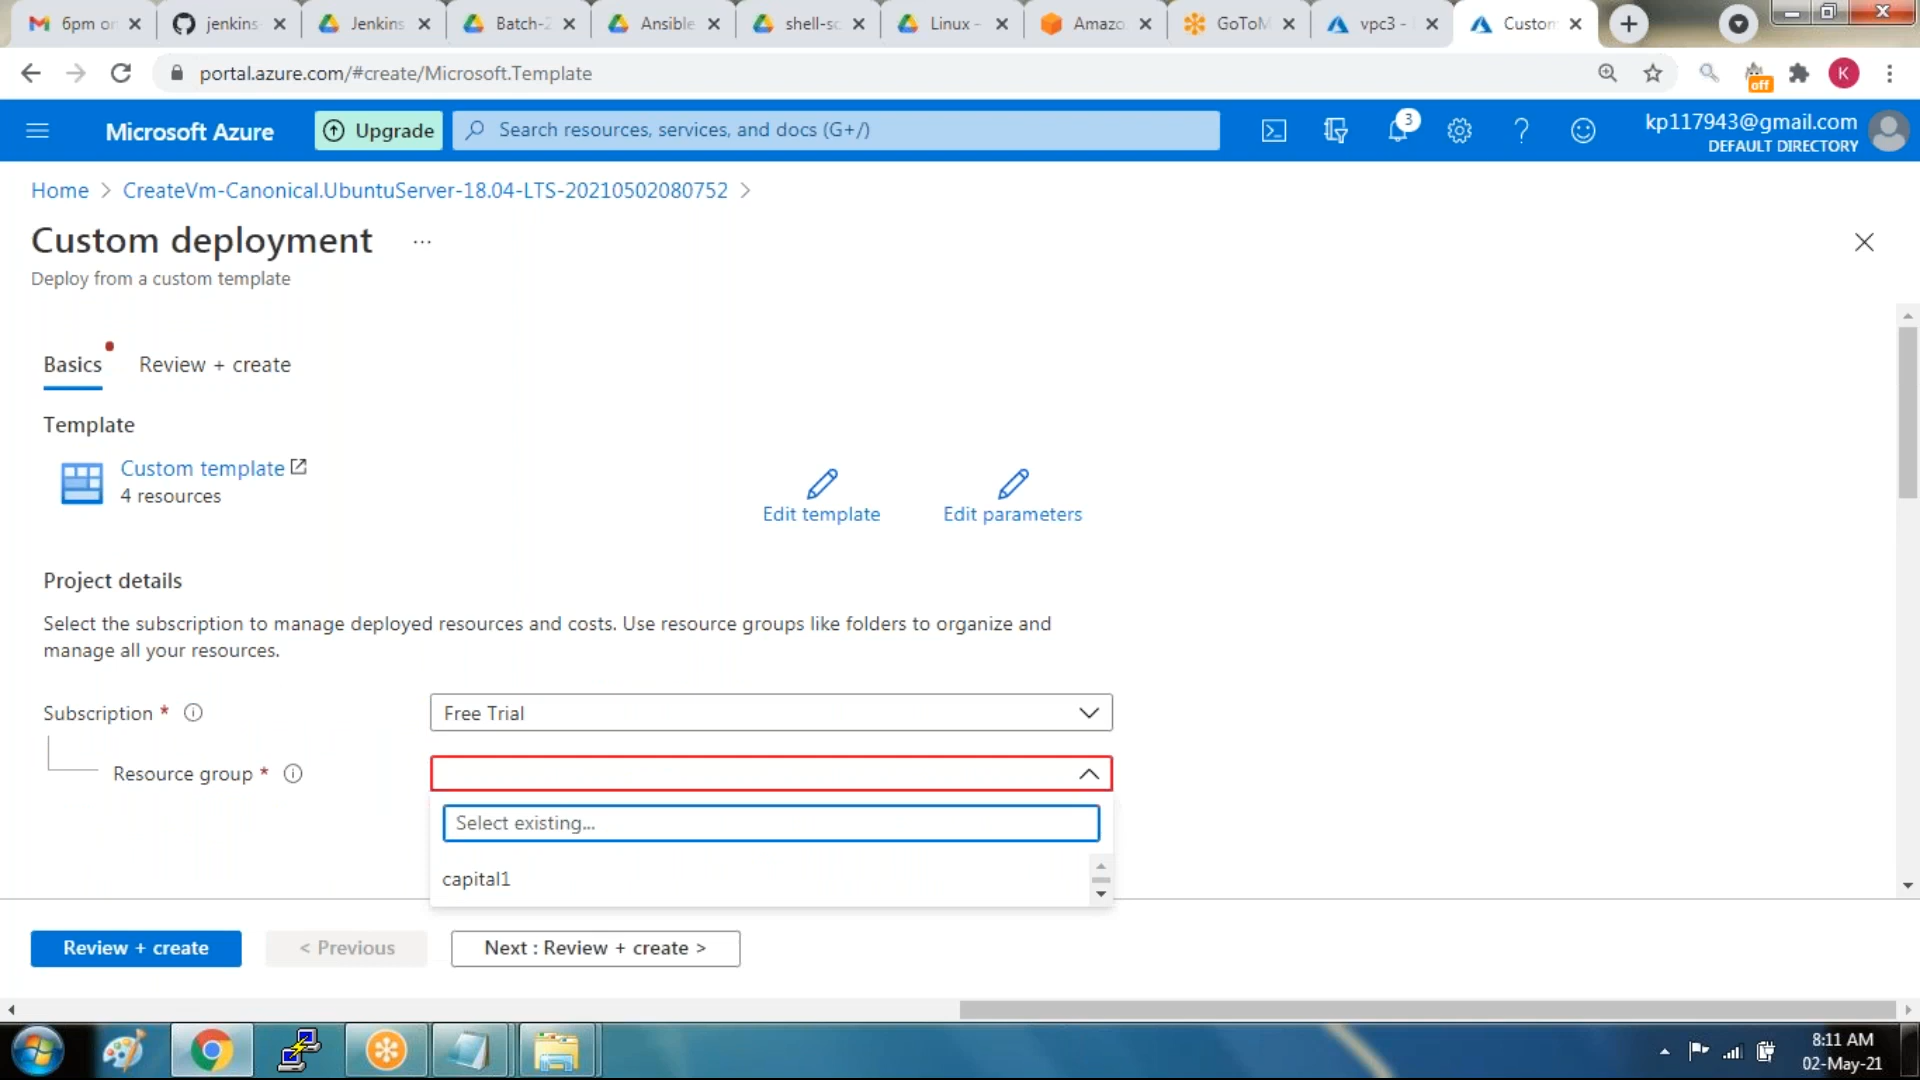 6pm on
jenkins
Jenkins
Batch-2
Ansible
shell-sc
Linux -
Amazo
GoToM
vpc3 -
Custom
portal.azure.com/#create/Microsoft.Template
off
K
Microsoft Azure
Upgrade
Search resources, services, and docs (G+/)
3
kp117943@gmail.com
DEFAULT DIRECTORY
Home > CreateVm-Canonical.UbuntuServer-18.04-LTS-20210502080752 >
Custom deployment ...
Deploy from a custom template
Basics
Review + create
Template
Custom template
4 resources
Edit template
Edit parameters
Project details
Select the subscription to manage deployed resources and costs. Use resource groups like folders to organize and
manage all your resources.
Subscription *
Free Trial
Resource group *
Select existing...
capital1
Review + create
< Previous
Next : Review + create >
8:11 AM
02-May-21